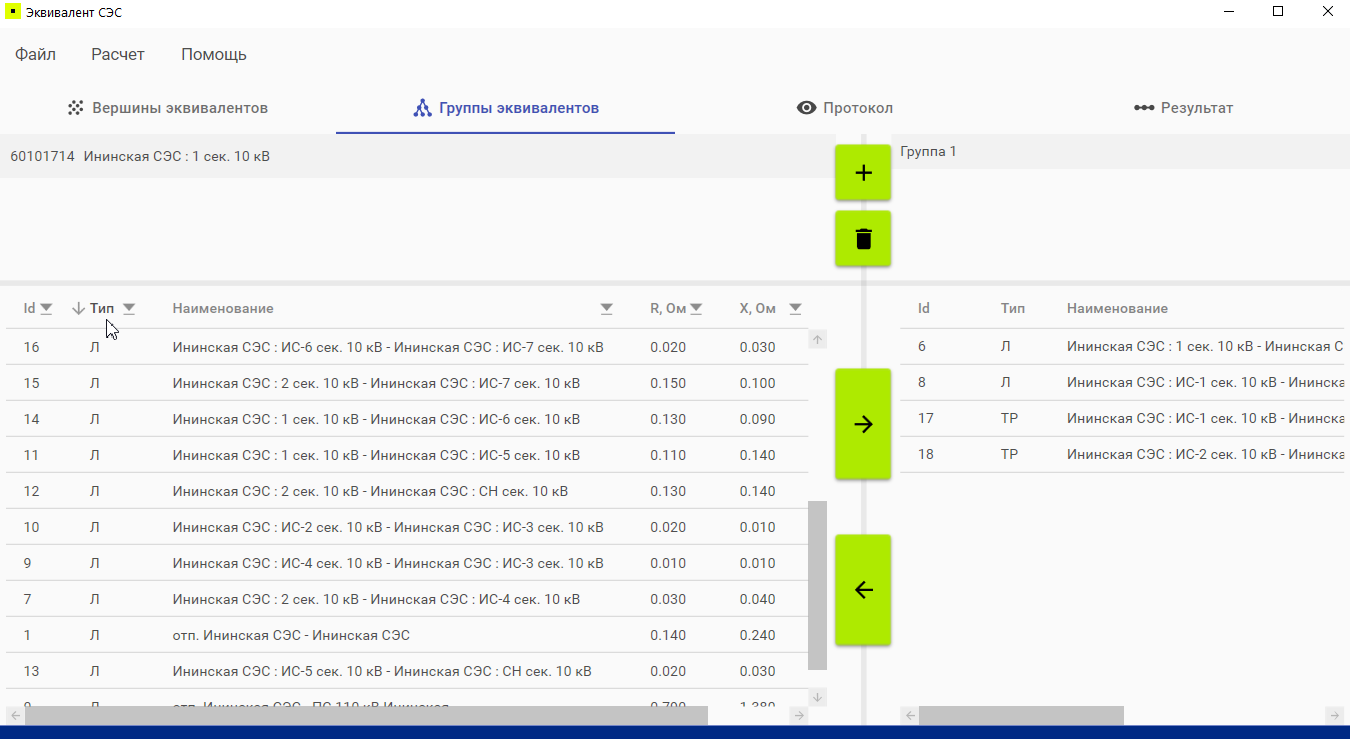 Эквивалент СЭС
Файл Расчет Помощь
Вершины эквивалентов Группы эквивалентов Протокол Результат
60101714 Ининская СЭС : 1 сек. 10 кВ
Группа 1
Id Тип Наименование R, Ом X, Ом
16 Л Ининская СЭС : ИС-6 сек. 10 кВ - Ининская СЭС : ИС-7 сек. 10 кВ 0.020 0.030
15 Л Ининская СЭС : 2 сек. 10 кВ - Ининская СЭС : ИС-7 сек. 10 кВ 0.150 0.100
14 Л Ининская СЭС : 1 сек. 10 кВ - Ининская СЭС : ИС-6 сек. 10 кВ 0.130 0.090
11 Л Ининская СЭС : 1 сек. 10 кВ - Ининская СЭС : ИС-5 сек. 10 кВ 0.110 0.140
12 Л Ининская СЭС : 2 сек. 10 кВ - Ининская СЭС : СН сек. 10 кВ 0.130 0.140
10 Л Ининская СЭС : ИС-2 сек. 10 кВ - Ининская СЭС : ИС-3 сек. 10 кВ 0.020 0.010
9 Л Ининская СЭС : ИС-4 сек. 10 кВ - Ининская СЭС : ИС-3 сек. 10 кВ 0.010 0.010
7 Л Ининская СЭС : 2 сек. 10 кВ - Ининская СЭС : ИС-4 сек. 10 кВ 0.030 0.040
1 Л отп. Ининская СЭС - Ининская СЭС 0.140 0.240
13 Л Ининская СЭС : ИС-5 сек. 10 кВ - Ининская СЭС : СН сек. 10 кВ 0.020 0.030
отп. Ининская СЭС - ПС 110 кВ Ининская
Id Тип Наименование
6 Л Ининская СЭС : 1 сек. 10 кВ - Ининская С
8 Л Ининская СЭС : ИС-1 сек. 10 кВ - Ининска
17 ТР Ининская СЭС : ИС-1 сек. 10 кВ - Ининска
18 ТР Ининская СЭС : ИС-2 сек. 10 кВ - Ининска